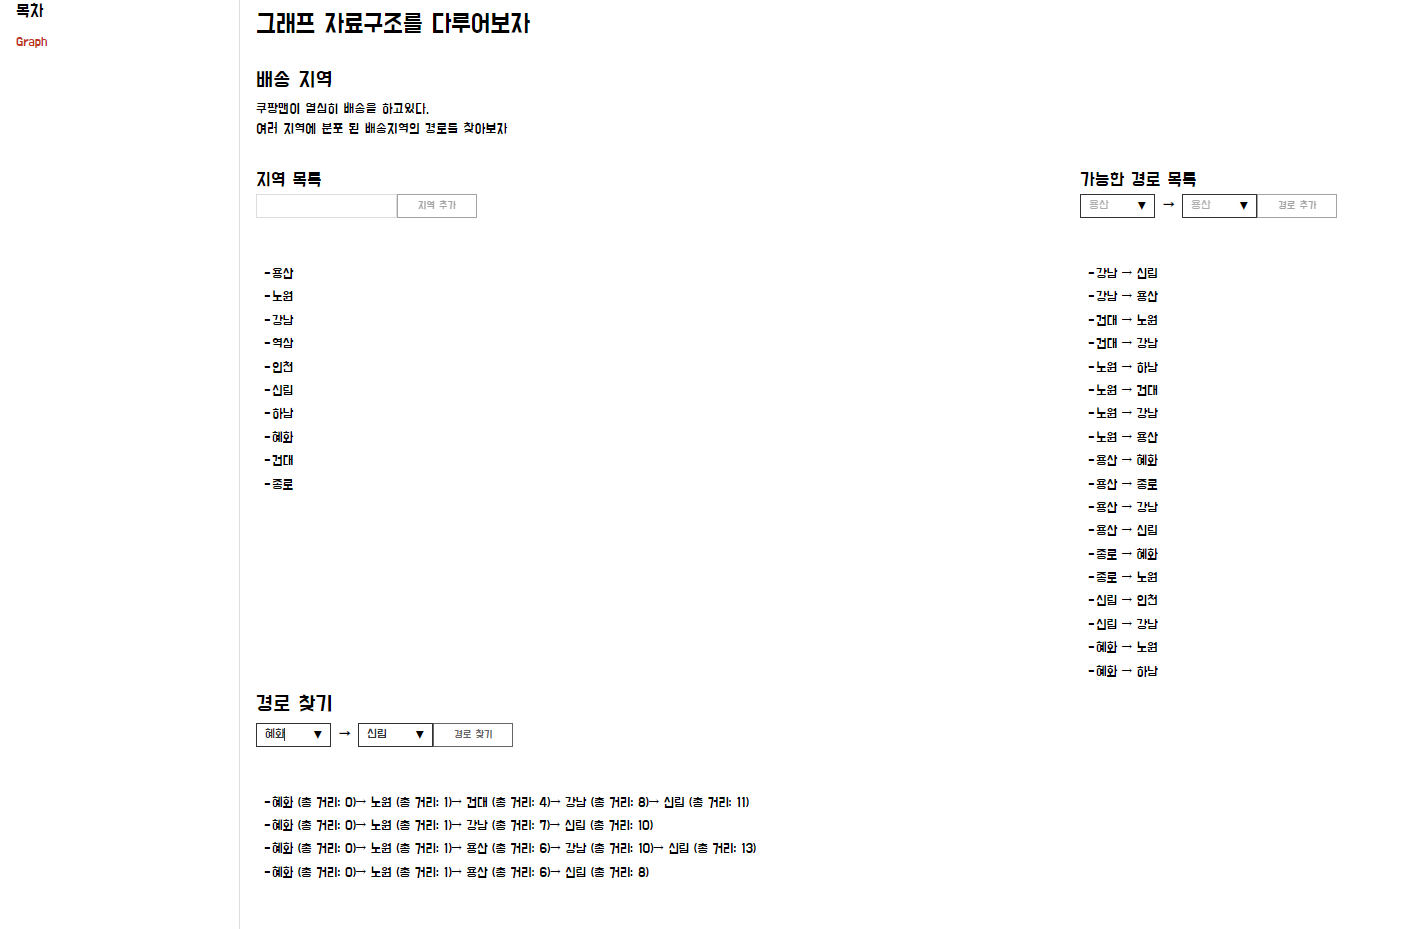 목차
Graph
그래프 자료구조를 다루어보자
배송 지역
쿠팡맨이 열심히 배송을 하고있다.
여러 지역에 분포 된 배송지역의 경로를 찾아보자
지역 목록
지역 추가
-용산
-노원
-강남
-역삼
-인천
-신림
-하남
-혜화
-건대
-종로
가능한 경로 목록
용산 ▼ → 용산 ▼ 경로 추가
-강남 → 신림
-강남 → 용산
-건대 → 노원
-건대 → 강남
-노원 → 하남
-노원 → 건대
-노원 → 강남
-노원 → 용산
-용산 → 혜화
-용산 → 종로
-용산 → 강남
-용산 → 신림
-종로 → 혜화
-종로 → 노원
-신림 → 인천
-신림 → 강남
-혜화 → 노원
-혜화 → 하남
경로 찾기
혜화 ▼ → 신림 ▼ 경로 찾기
-혜화 (총 거리: 0)→ 노원 (총 거리: 1)→ 건대 (총 거리: 4)→ 강남 (총 거리: 8)→ 신림 (총 거리: 11)
-혜화 (총 거리: 0)→ 노원 (총 거리: 1)→ 강남 (총 거리: 7)→ 신림 (총 거리: 10)
-혜화 (총 거리: 0)→ 노원 (총 거리: 1)→ 용산 (총 거리: 6)→ 강남 (총 거리: 10)→ 신림 (총 거리: 13)
-혜화 (총 거리: 0)→ 노원 (총 거리: 1)→ 용산 (총 거리: 6)→ 신림 (총 거리: 8)